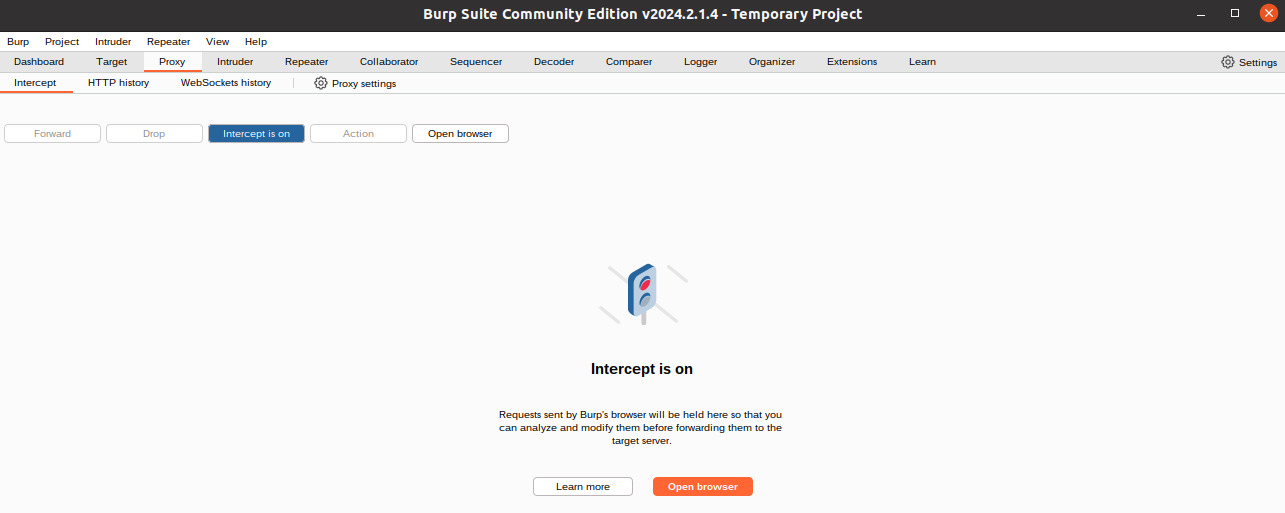 Burp Suite Community Edition v2024.2.1.4 - Temporary Project
Burp Project Intruder Repeater View Help
Dashboard Target Proxy Intruder Repeater Collaborator Sequencer Decoder Comparer Logger Organizer Extensions Learn Settings
Intercept HTTP history WebSockets history Proxy settings
Forward Drop Intercept is on Action Open browser
Intercept is on
Requests sent by Burp's browser will be held here so that you
can analyze and modify them before forwarding them to the
target server.
Learn more Open browser